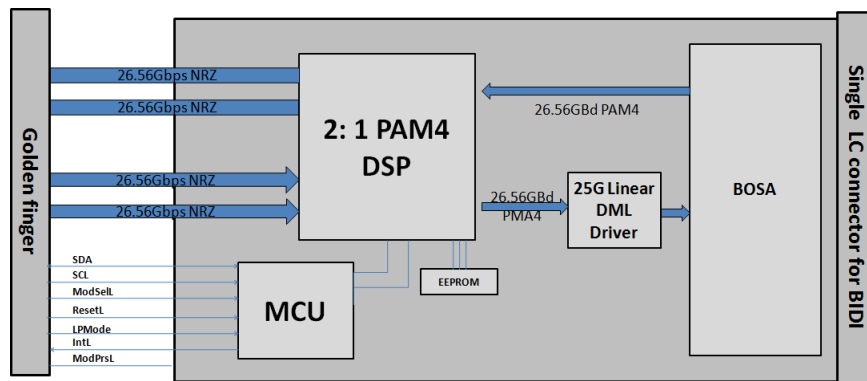 Golden finger
26.56Gbps NRZ
26.56Gbps NRZ
26.56Gbps NRZ
26.56Gbps NRZ
2: 1 PAM4
DSP
26.56GBd PAM4
26.56GBd
PMA4
25G Linear
DML
Driver
BOSA
Single LC connector for BIDI
SDA
SCL
ModSelL
ResetL
LPMode
IntL
ModPrsL
MCU
EEPROM